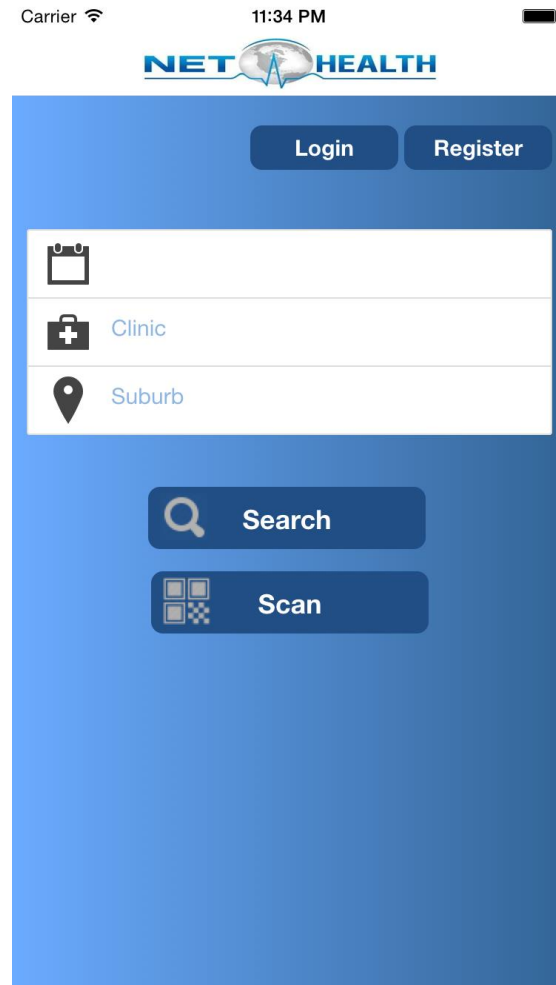 Carrier 11:34 PM
NET HEALTH
Login Register
Clinic
Suburb
Search
Scan